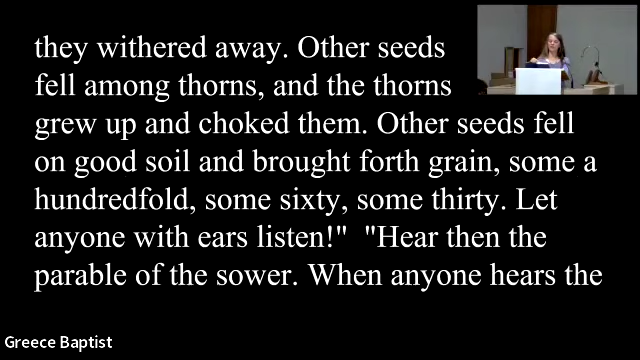 they withered away. Other seeds
fell among thorns, and the thorns
grew up and choked them. Other seeds fell
on good soil and brought forth grain, some a
hundredfold, some sixty, some thirty. Let
anyone with ears listen!"  "Hear then the
parable of the sower. When anyone hears the
Greece Baptist